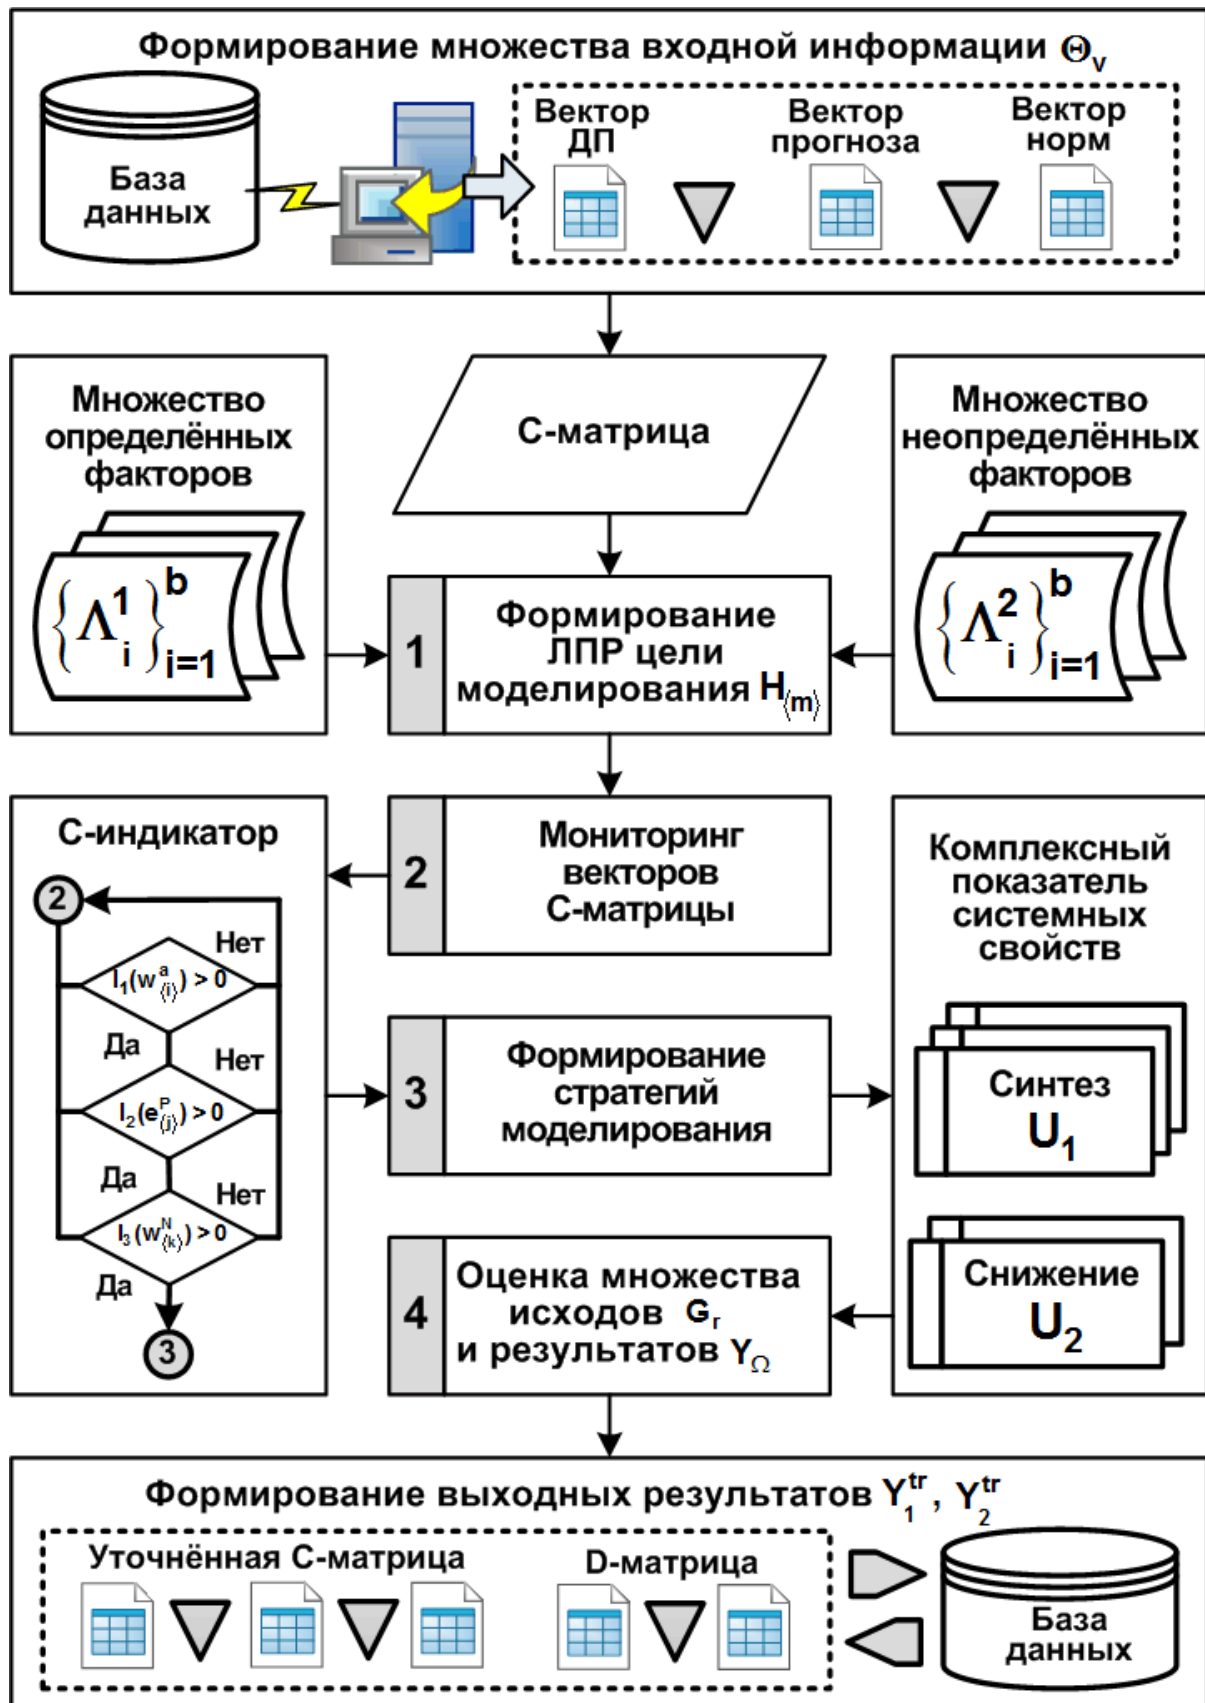 Формирование множества входной информации Θv
База
данных
Вектор
ДП
Вектор
прогноза
Вектор
норм
Множество
определённых
факторов
{Λ¹ᵢ}ᵇ i=1
С-матрица
Множество
неопределённых
факторов
{Λ²ᵢ}ᵇ i=1
1
Формирование
ЛПР цели
моделирования H⟨m⟩
С-индикатор
2
Нет
I₁(wᵃ⟨i⟩) > 0
Да
Нет
I₂(eᴾ⟨j⟩) > 0
Да
Нет
I₃(wᴺ⟨k⟩) > 0
Да
3
2
Мониторинг
векторов
С-матрицы
3
Формирование
стратегий
моделирования
Комплексный
показатель
системных
свойств
Синтез
U₁
Снижение
U₂
4
Оценка множества
исходов Gr
и результатов YΩ
Формирование выходных результатов Y₁ᵗʳ, Y₂ᵗʳ
Уточнённая С-матрица
D-матрица
База
данных